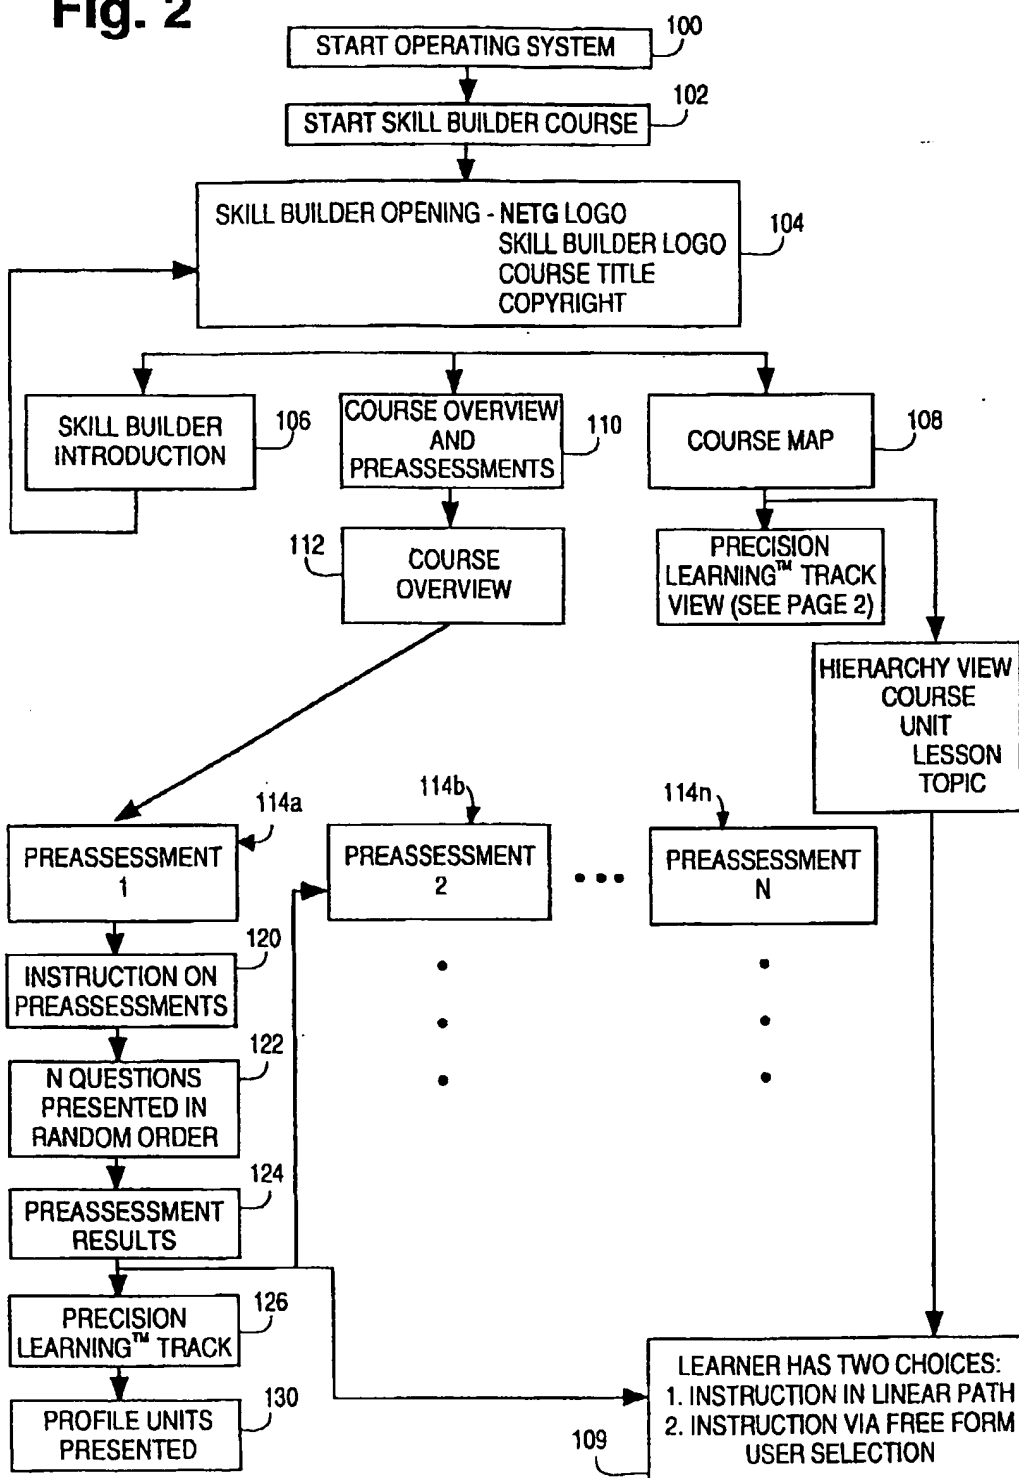 Fig. 2
START OPERATING SYSTEM
100
START SKILL BUILDER COURSE
102
SKILL BUILDER OPENING - NETG LOGO
SKILL BUILDER LOGO
COURSE TITLE
COPYRIGHT
104
SKILL BUILDER
INTRODUCTION
106
COURSE OVERVIEW
AND
PREASSESSMENTS
110
COURSE MAP
108
112
COURSE
OVERVIEW
PRECISION
LEARNING™ TRACK
VIEW (SEE PAGE 2)
HIERARCHY VIEW
COURSE
UNIT
LESSON
TOPIC
114a
PREASSESSMENT
1
114b
PREASSESSMENT
2
114n
PREASSESSMENT
N
120
INSTRUCTION ON
PREASSESSMENTS
122
N QUESTIONS
PRESENTED IN
RANDOM ORDER
124
PREASSESSMENT
RESULTS
126
PRECISION
LEARNING™ TRACK
130
PROFILE UNITS
PRESENTED
LEARNER HAS TWO CHOICES:
1. INSTRUCTION IN LINEAR PATH
2. INSTRUCTION VIA FREE FORM
USER SELECTION
109